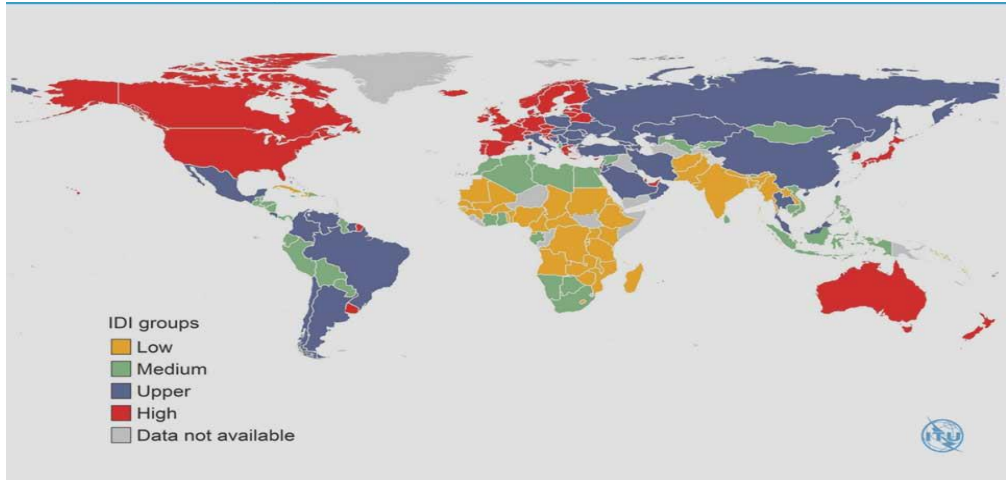 IDI groups
Low
Medium
Upper
High
Data not available
ITU